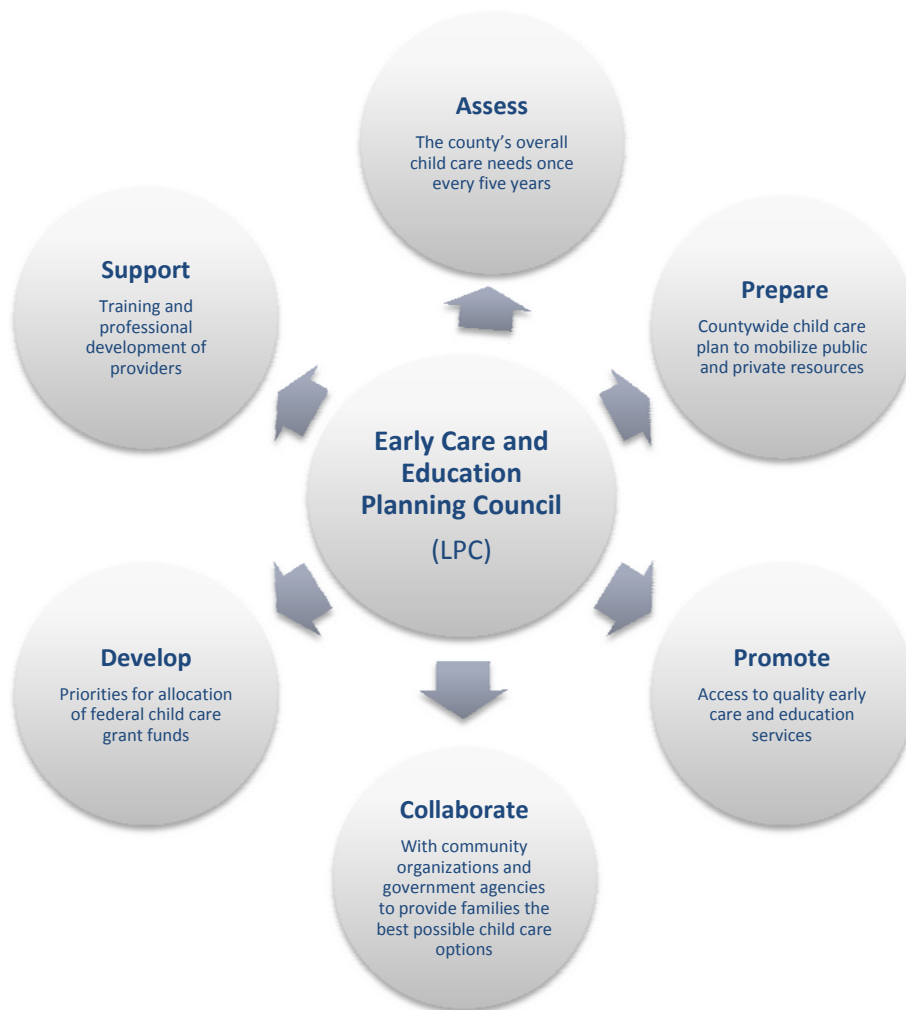 Assess
The county’s overall
child care needs once
every five years
Support
Training and
professional
development of
providers
Prepare
Countywide child care
plan to mobilize public
and private resources
Early Care and
Education
Planning Council
(LPC)
Develop
Priorities for allocation
of federal child care
grant funds
Promote
Access to quality early
care and education
services
Collaborate
With community
organizations and
government agencies
to provide families the
best possible child care
options